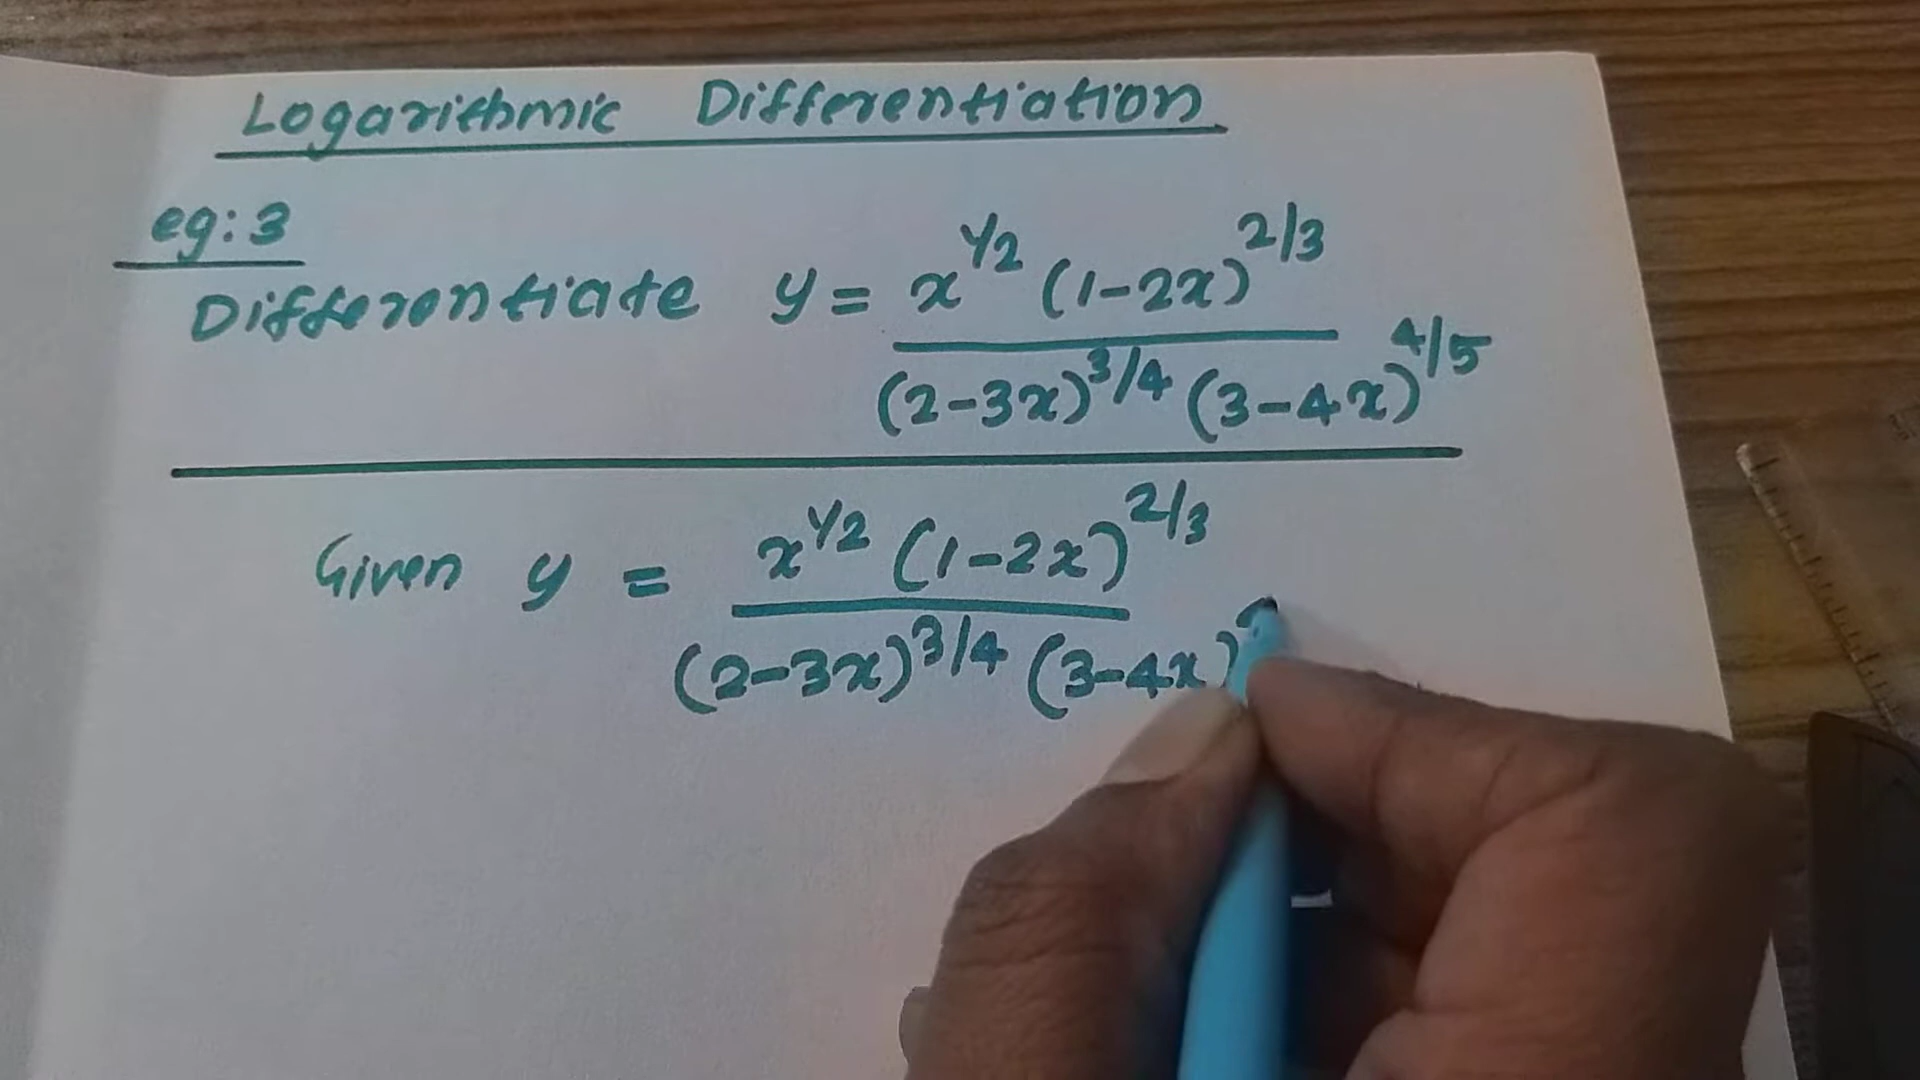 Logarithmic Differentiation
eg: 3
Differentiate y = x^1/2 (1-2x)^2/3
(2-3x)^3/4 (3-4x)^4/5
Given y = x^1/2 (1-2x)^2/3
(2-3x)^3/4 (3-4x)